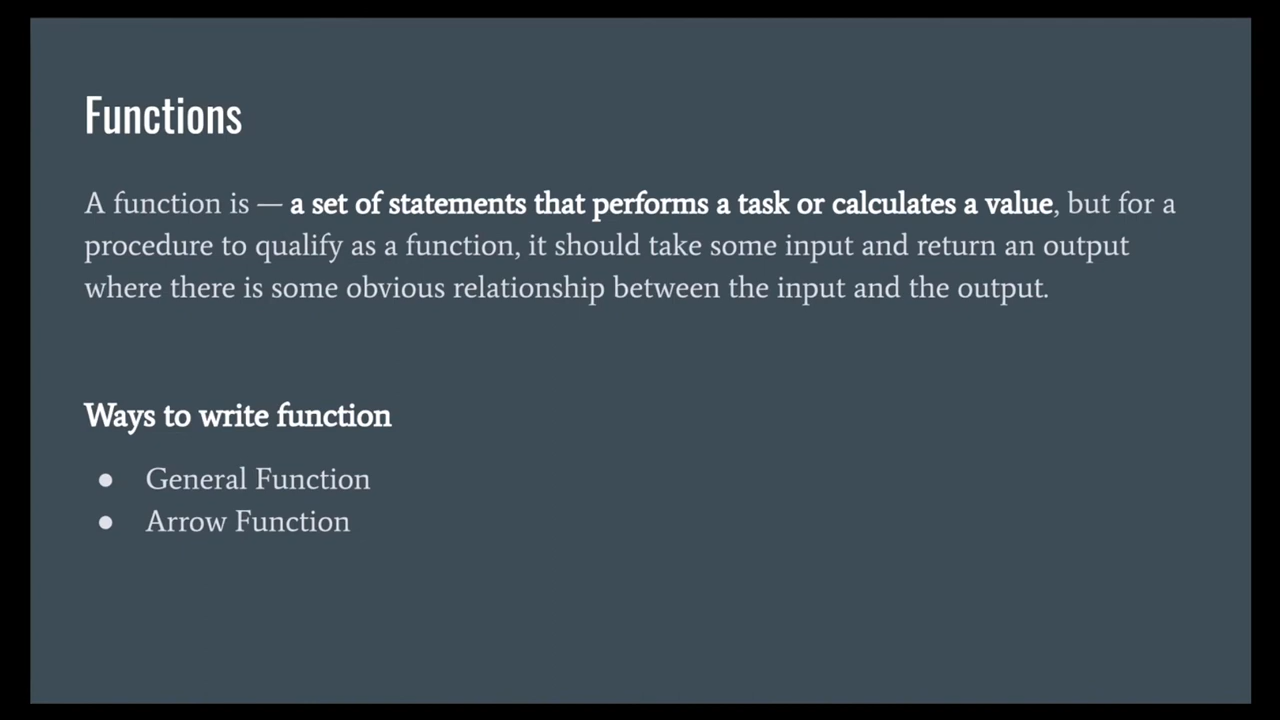 Functions
A function is — a set of statements that performs a task or calculates a value, but for a
procedure to qualify as a function, it should take some input and return an output
where there is some obvious relationship between the input and the output.
Ways to write function
● General Function
● Arrow Function